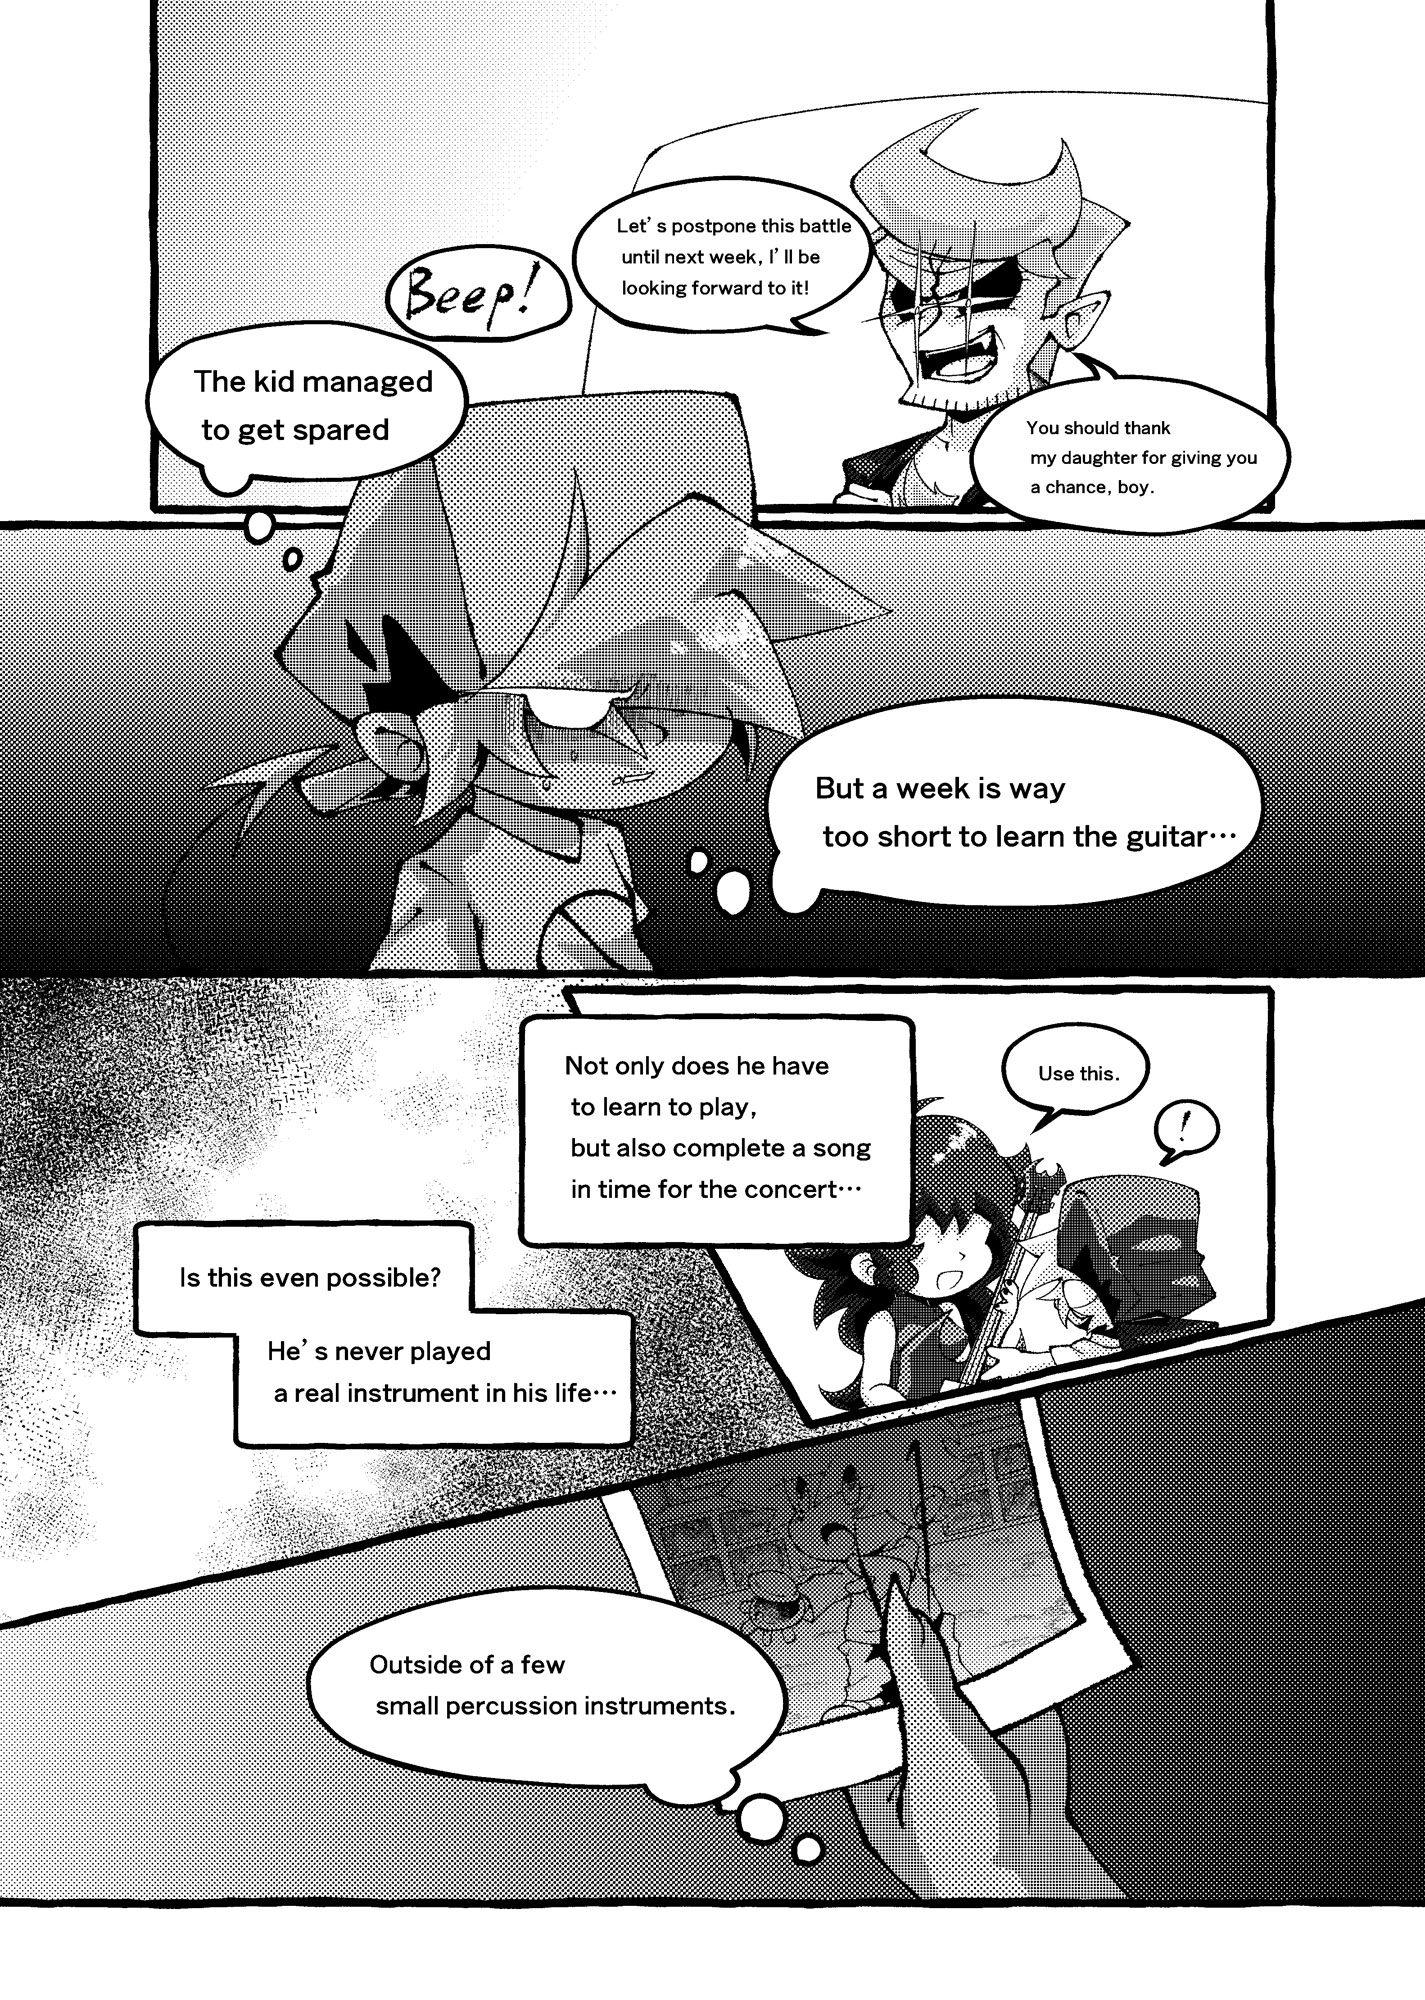 Let's postpone this battle
until next week, I'll be
looking forward to it!
Beep!
You should thank
my daughter for giving you
a chance, boy.
The kid managed
to get spared
But a week is way
too short to learn the guitar…
Not only does he have
to learn to play,
but also complete a song
in time for the concert…
Use this.
!
Is this even possible?
He's never played
a real instrument in his life…
Outside of a few
small percussion instruments.